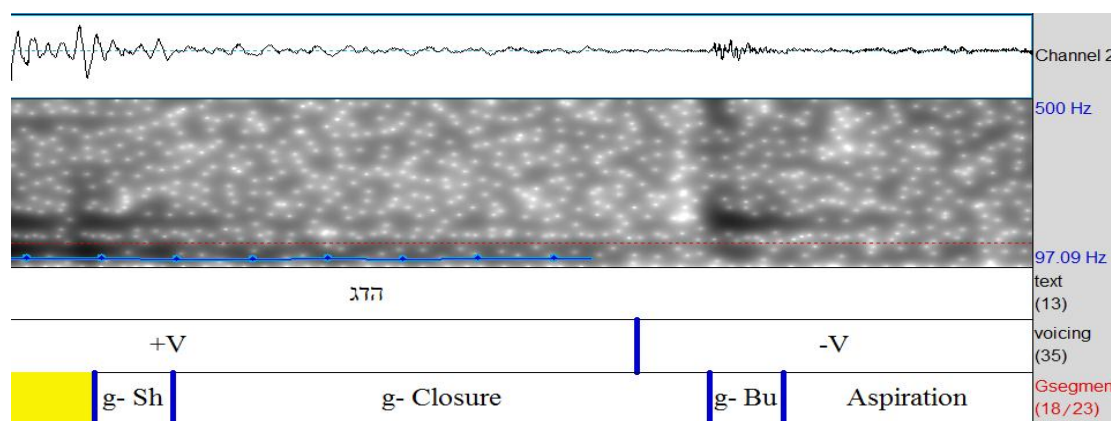 Channel 2
500 Hz
97.09 Hz
text
(13)
הדג
voicing
(35)
+V
-V
Gsegmen
(18/23)
g- Sh
g- Closure
g- Bu
Aspiration